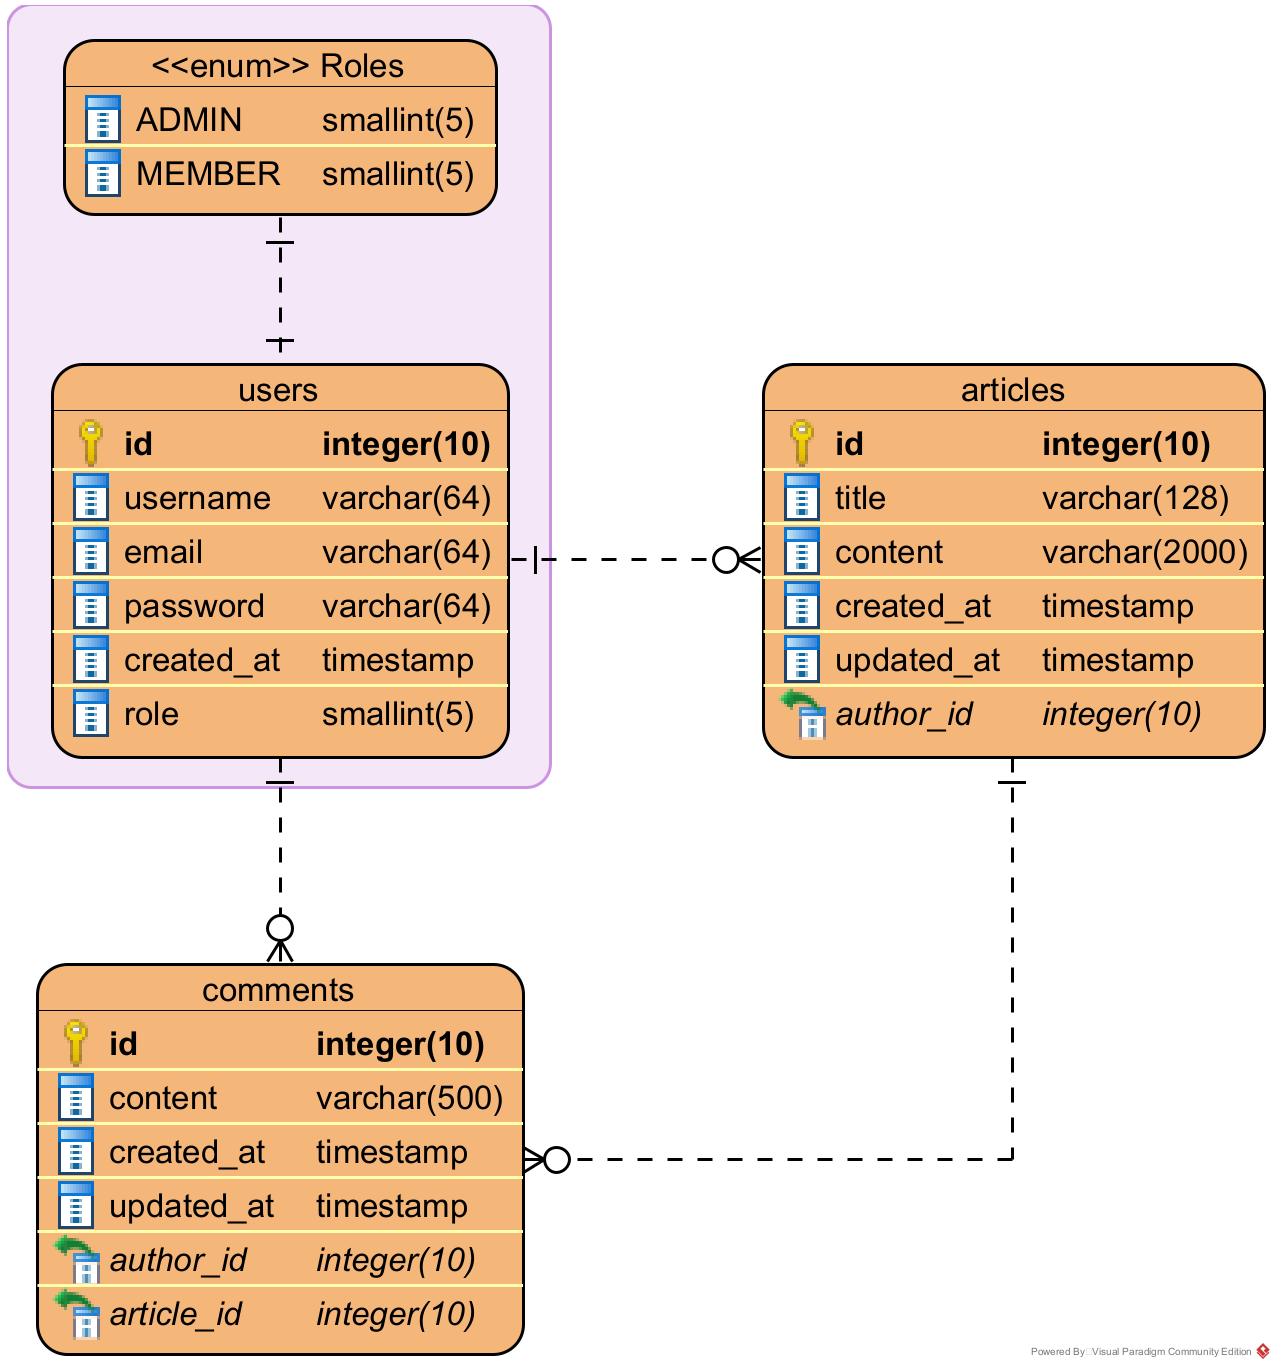 <<enum>> Roles
ADMIN smallint(5)
MEMBER smallint(5)
users
id integer(10)
username varchar(64)
email varchar(64)
password varchar(64)
created_at timestamp
role smallint(5)
articles
id integer(10)
title varchar(128)
content varchar(2000)
created_at timestamp
updated_at timestamp
author_id integer(10)
comments
id integer(10)
content varchar(500)
created_at timestamp
updated_at timestamp
author_id integer(10)
article_id integer(10)
Powered By Visual Paradigm Community Edition